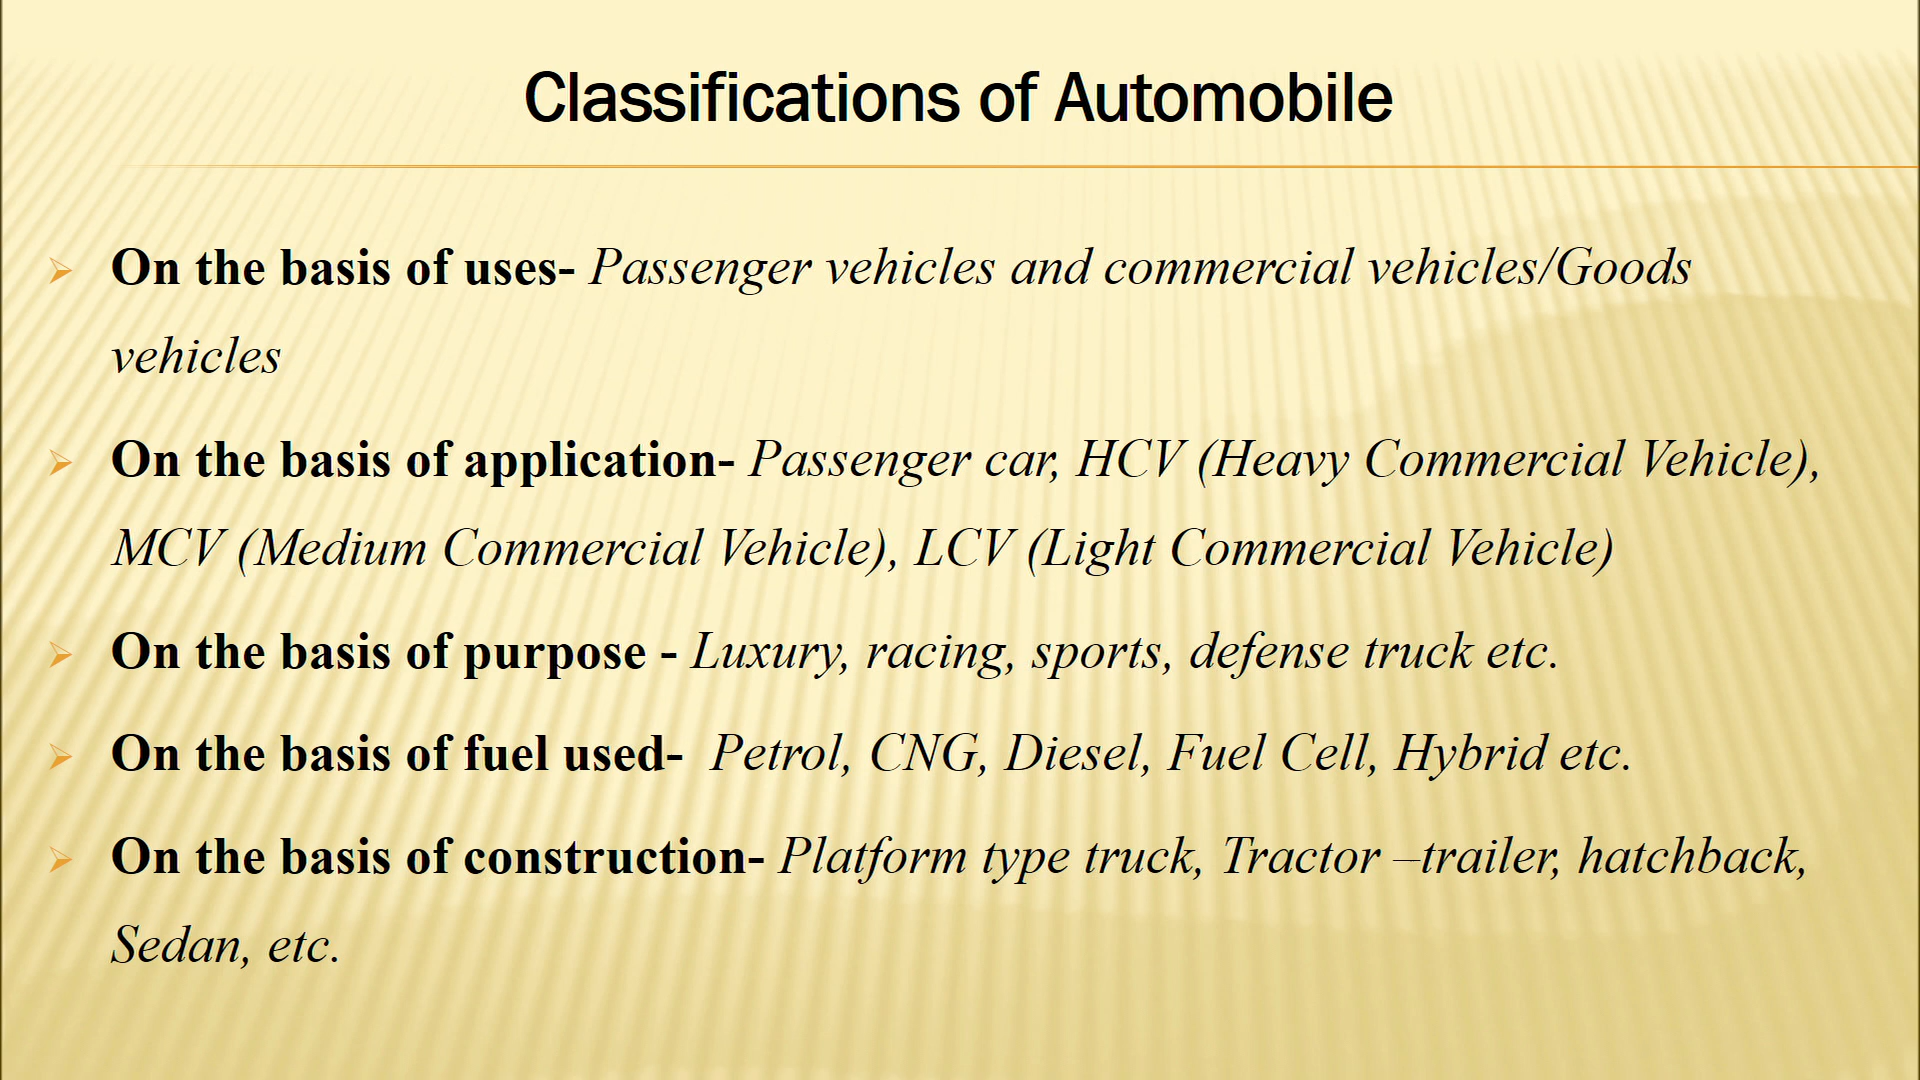 Classifications of Automobile
On the basis of uses- Passenger vehicles and commercial vehicles/Goods
vehicles
On the basis of application- Passenger car, HCV (Heavy Commercial Vehicle),
MCV (Medium Commercial Vehicle), LCV (Light Commercial Vehicle)
On the basis of purpose - Luxury, racing, sports, defense truck etc.
On the basis of fuel used-  Petrol, CNG, Diesel, Fuel Cell, Hybrid etc.
On the basis of construction- Platform type truck, Tractor –trailer, hatchback,
Sedan, etc.